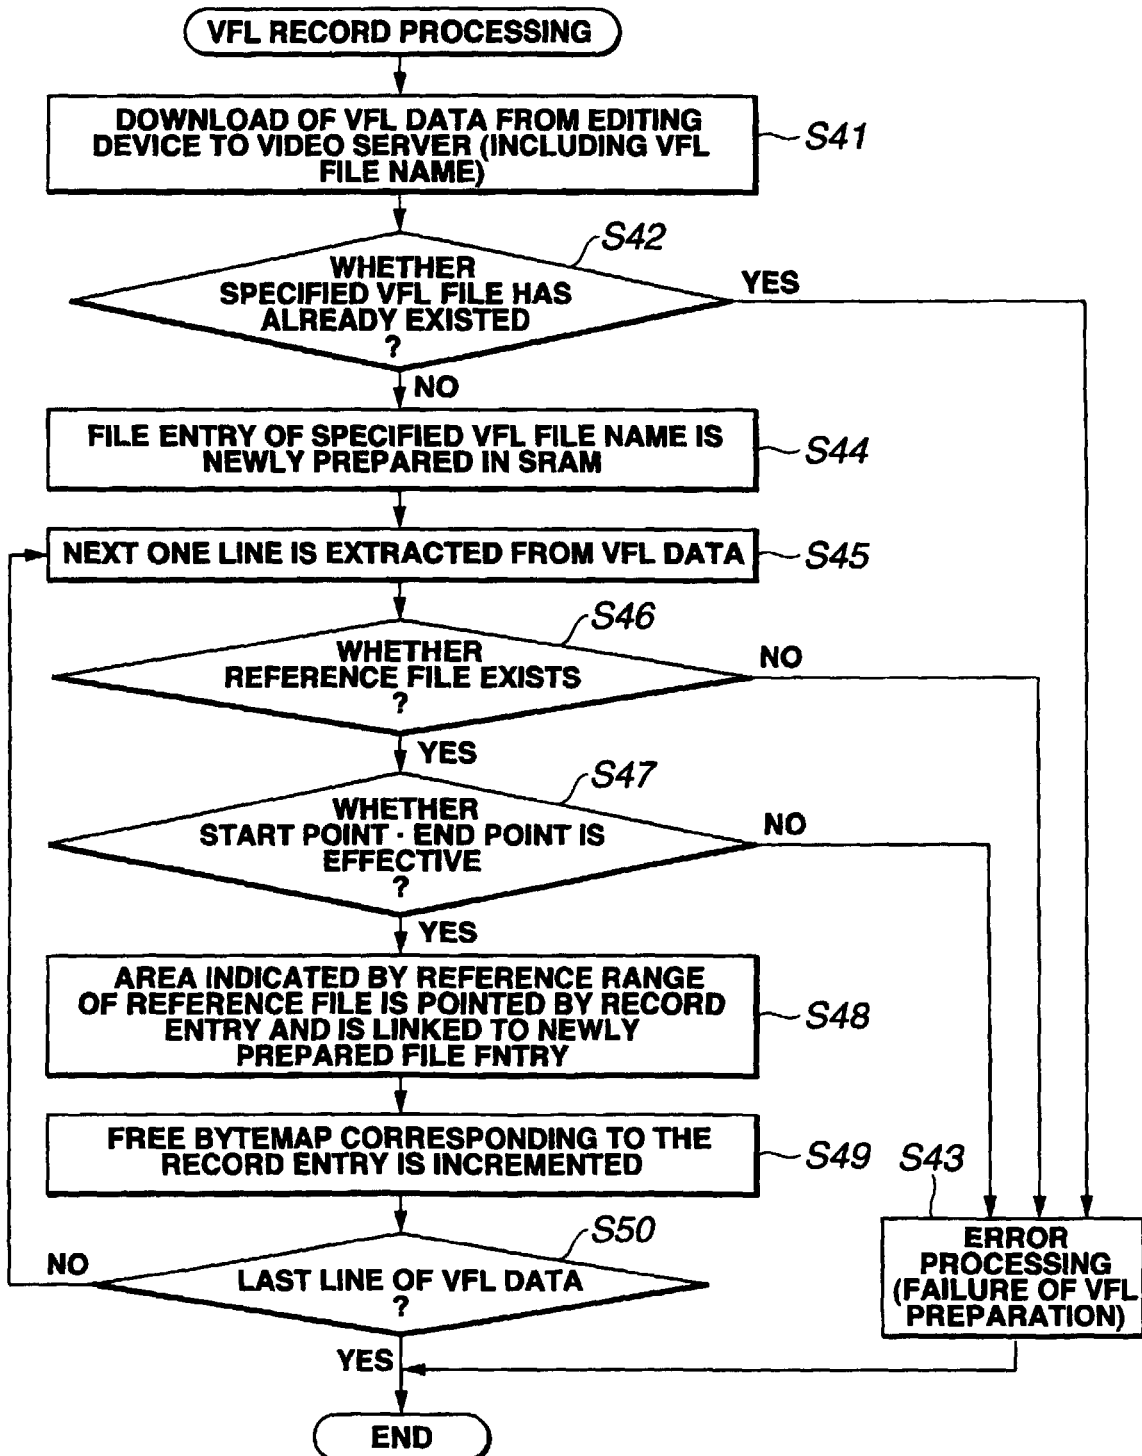 VFL RECORD PROCESSING
DOWNLOAD OF VFL DATA FROM EDITING
DEVICE TO VIDEO SERVER (INCLUDING VFL
FILE NAME)
S41
S42
WHETHER
SPECIFIED VFL FILE HAS
ALREADY EXISTED
?
YES
NO
FILE ENTRY OF SPECIFIED VFL FILE NAME IS
NEWLY PREPARED IN SRAM
S44
NEXT ONE LINE IS EXTRACTED FROM VFL DATA
S45
S46
WHETHER
REFERENCE FILE EXISTS
?
NO
YES
S47
WHETHER
START POINT · END POINT IS
EFFECTIVE
?
NO
YES
AREA INDICATED BY REFERENCE RANGE
OF REFERENCE FILE IS POINTED BY RECORD
ENTRY AND IS LINKED TO NEWLY
PREPARED FILE FNTRY
S48
FREE BYTEMAP CORRESPONDING TO THE
RECORD ENTRY IS INCREMENTED
S49
S43
ERROR
PROCESSING
(FAILURE OF VFL
PREPARATION)
S50
NO
LAST LINE OF VFL DATA
?
YES
END